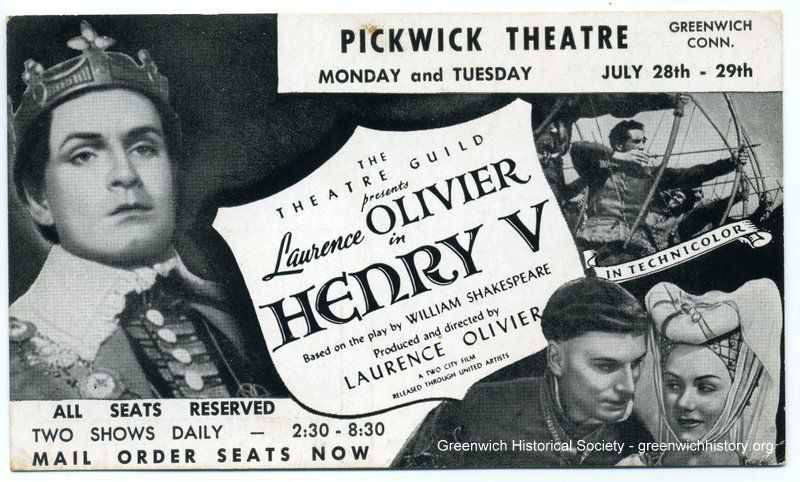 PICKWICK THEATRE
GREENWICH
CONN.
MONDAY and TUESDAY JULY 28th - 29th
THE
THEATRE GUILD
presents
Laurence OLIVIER
in
HENRY V
Based on the play by WILLIAM SHAKESPEARE
Produced and directed by
LAURENCE OLIVIER
A TWO CITY FILM
RELEASED THROUGH UNITED ARTISTS
IN TECHNICOLOR
ALL SEATS RESERVED
TWO SHOWS DAILY — 2:30 - 8:30
MAIL ORDER SEATS NOW
Greenwich Historical Society - greenwichhistory.org